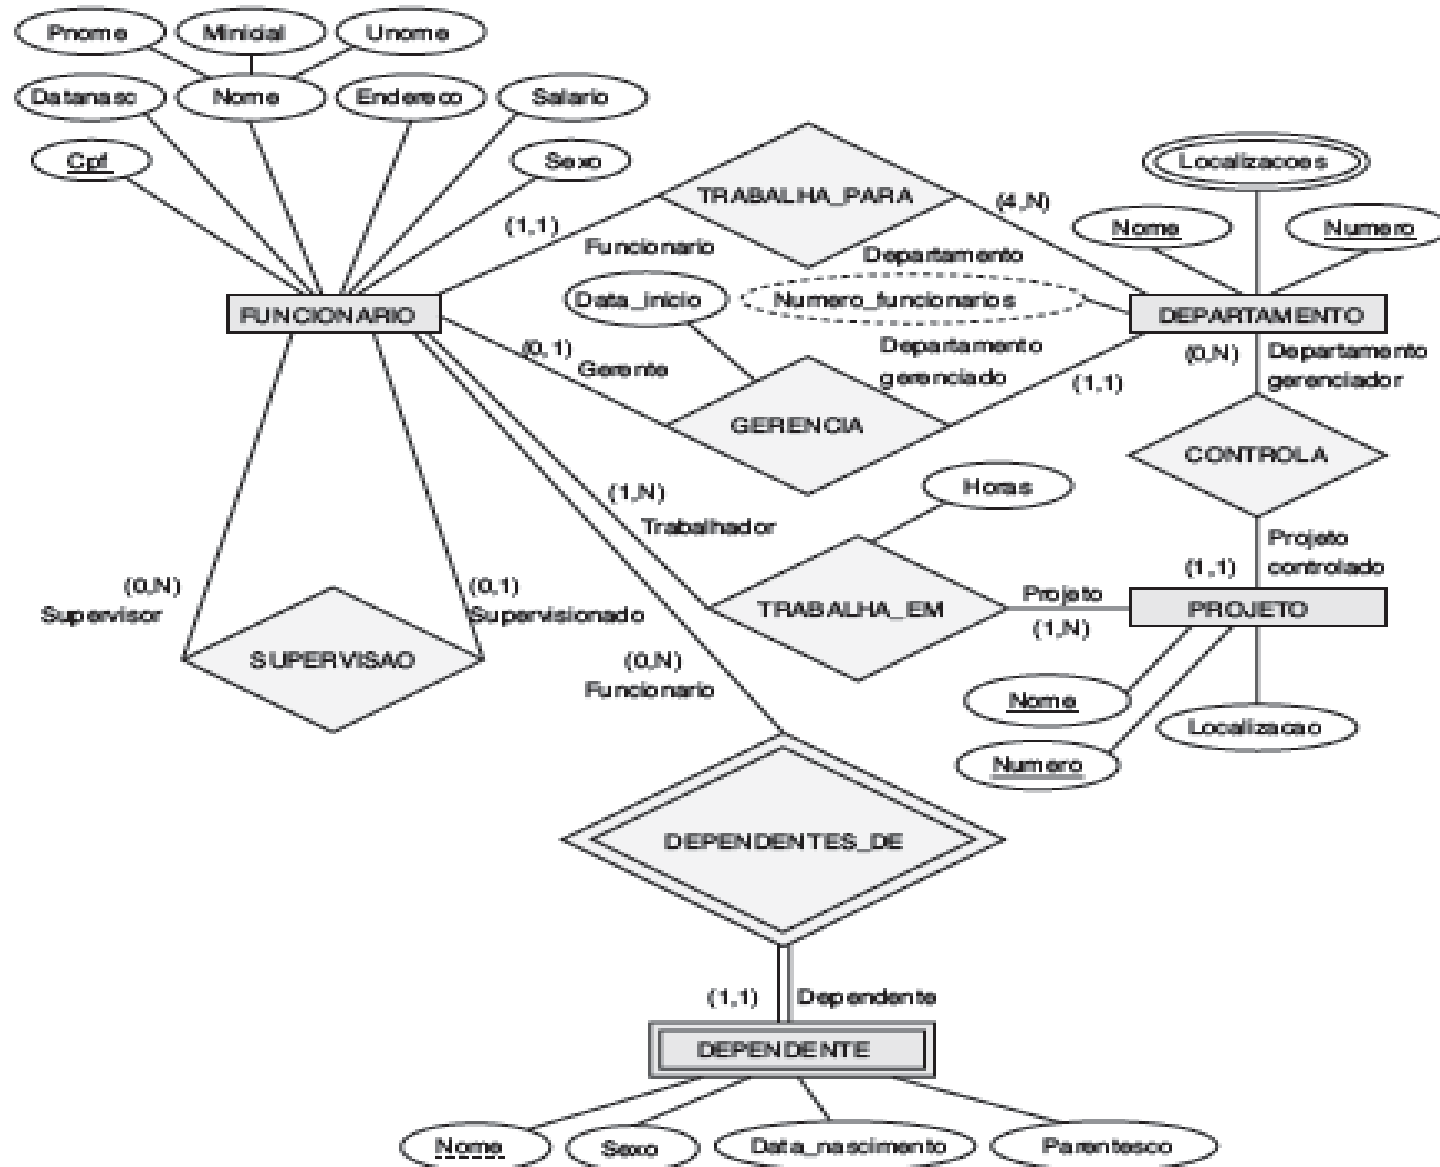 Pnome Minicial Unome
Datanasc Nome Endereco Salario
Cpf Sexo
Localizacoes
TRABALHA_PARA
(4,N)
(1,1)
Nome Numero
Funcionario
Departamento
Data_inicio Numero_funcionarios
FUNCIONARIO DEPARTAMENTO
(0,1)
Gerente
Departamento
gerenciado
(1,1)
(0,N)
Departamento
gerenciador
GERENCIA
CONTROLA
Horas
(1,N)
Trabalhador
Projeto
controlado
(1,1)
(0,N)
Supervisor
(0,1)
Supervisionado
TRABALHA_EM
Projeto
(1,N)
PROJETO
SUPERVISAO
(0,N)
Funcionario
Nome
Localizacao
Numero
DEPENDENTES_DE
(1,1) Dependente
DEPENDENTE
Nome Sexo Data_nascimento Parentesco